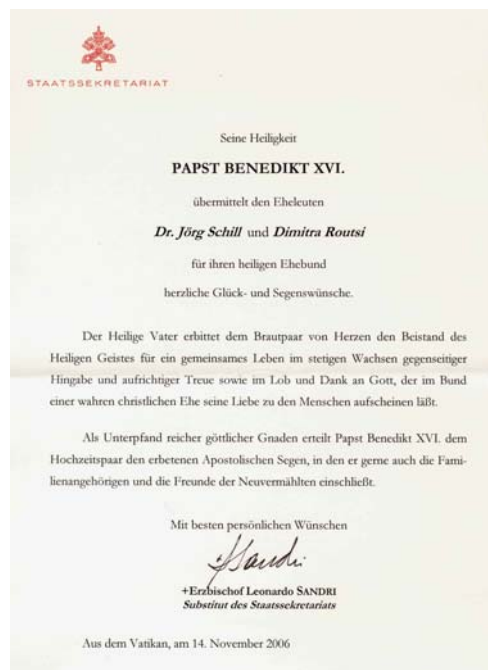 STAATSSEKRETARIAT
Seine Heiligkeit
PAPST BENEDIKT XVI.
übermittelt den Eheleuten
Dr. Jörg Schill und Dimitra Routsi
für ihren heiligen Ehebund
herzliche Glück- und Segenswünsche.
Der Heilige Vater erbittet dem Brautpaar von Herzen den Beistand des
Heiligen Geistes für ein gemeinsames Leben im stetigen Wachsen gegenseitiger
Hingabe und aufrichtiger Treue sowie im Lob und Dank an Gott, der im Bund
einer wahren christlichen Ehe seine Liebe zu den Menschen aufscheinen läßt.
Als Unterpfand reicher göttlicher Gnaden erteilt Papst Benedikt XVI. dem
Hochzeitspaar den erbetenen Apostolischen Segen, in den er gerne auch die Fami-
lienangehörigen und die Freunde der Neuvermählten einschließt.
Mit besten persönlichen Wünschen
+Sandri
+Erzbischof Leonardo SANDRI
Substitut des Staatssekretariats
Aus dem Vatikan, am 14. November 2006